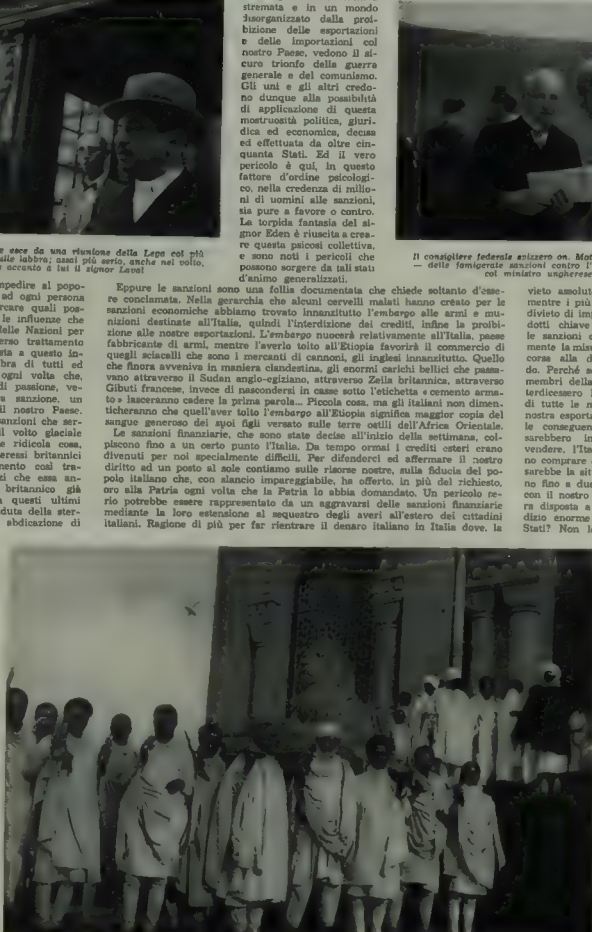 stremata e in un mondo
disorganizzato dalla proi-
bizione delle esportazioni
e delle importazioni col
nostro Paese, vedono il si-
curo trionfo della guerra
generale e del comunismo.
Gli uni e gli altri credo-
no dunque alla possibilità
di applicazione di questa
mostruosità politica, giuri-
dica ed economica, decisa
ed effettuata da oltre cin-
quanta Stati. Ed il vero
pericolo è qui, in questo
fattore d'ordine psicologi-
co, nella credenza di milio-
ni di uomini alle sanzioni,
sia pure a favore o contro.
La torpida fantasia del si-
gnor Eden è riuscita a crea-
re questa psicosi collettiva,
e sono noti i pericoli che
possono sorgere da tali stati
d'animo generalizzati.
e esce da una riunione della Lega col più
sulle labbra; assai più serio, anche nel volto,
accanto a lui il signor Laval
Il consigliere federale svizzero on. Mot
— delle famigerate sanzioni contro l'
col ministro ungherese
mpedire al popo-
ad ogni persona
rcare quali pos-
le influenze che
delle Nazioni per
erso trattamento
sta a questo in-
bra di tutti ed
ogni volta che,
di passione, ve-
a sanzione, un
il nostro Paese.
sanzioni che ser-
il volto glaciale
e ridicola cosa,
eressi britannici
mento così tra-
zi che essa an-
britannico già
questi ultimi
duta della ster-
abdicazione di
Eppure le sanzioni sono una follia documentata che chiede soltanto d'esse-
re conclamata. Nella gerarchia che alcuni cervelli malati hanno creato per le
sanzioni economiche abbiamo trovato innanzitutto l'embargo alle armi e mu-
nizioni destinate all'Italia, quindi l'interdizione dei crediti, infine la proibi-
zione alle nostre esportazioni. L'embargo nuocerà relativamente all'Italia, paese
fabbricante di armi, mentre l'averlo tolto all'Etiopia favorirà il commercio di
quegli sciacalli che sono i mercanti di cannoni, gli inglesi innanzitutto. Quello
che finora avveniva in maniera clandestina, gli enormi carichi bellici che passa-
vano attraverso il Sudan anglo-egiziano, attraverso Zeila britannica, attraverso
Gibuti francese, invece di nascondersi in casse sotto l'etichetta « cemento arma-
to » lasceranno cadere la prima parola... Piccola cosa, ma gli italiani non dimen-
ticheranno che quell'aver tolto l'embargo all'Etiopia significa maggior copia del
sangue generoso dei suoi figli versato sulle terre ostili dell'Africa Orientale.
Le sanzioni finanziarie, che sono state decise all'inizio della settimana, col-
piscono fino a un certo punto l'Italia. Da tempo ormai i crediti esteri erano
divenuti per noi specialmente difficili. Per difenderci ed affermare il nostro
diritto ad un posto al sole contiamo sulle risorse nostre, sulla fiducia del po-
polo italiano che, con slancio impareggiabile, ha offerto, in più del richiesto,
oro alla Patria ogni volta che la Patria lo abbia domandato. Un pericolo se-
rio potrebbe essere rappresentato da un aggravarsi delle sanzioni finanziarie
mediante la loro estensione al sequestro degli averi all'estero dei cittadini
italiani. Ragione di più per far rientrare il denaro italiano in Italia dove, la
vieto assolut
mentre i più
divieto di imp
dotti chiave
le sanzioni
mente la mis
corsa alla d
do. Perché s
membri della
terdicessero
di tutte le n
nostra esport
le conseguen
sarebbero in
vendere. l'Ita
no comprare
sarebbe la sit
no fino a due
con il nostro
ra disposta a
dizio enorme
Stati? Non l